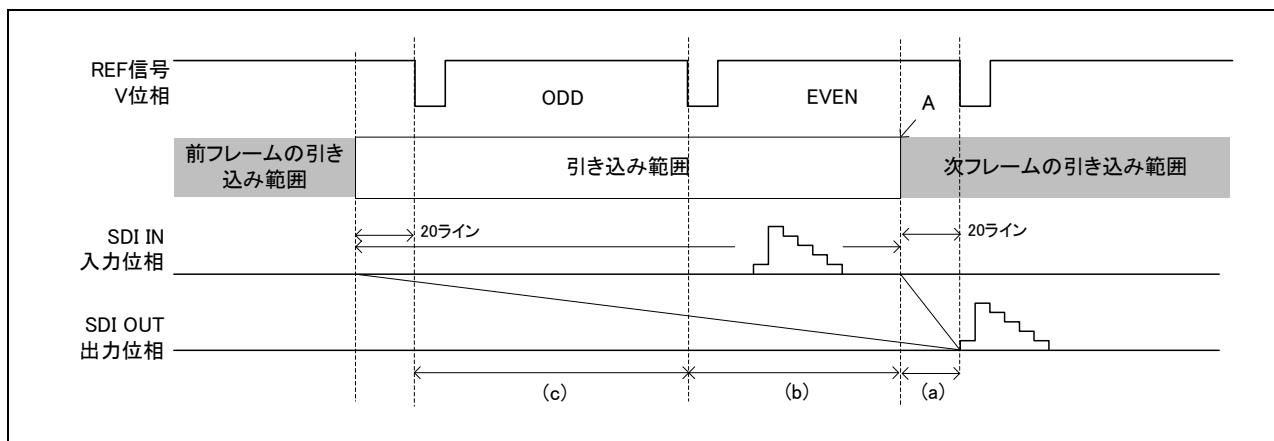 REF信号
V位相
ODD
EVEN
A
前フレームの引き
込み範囲
引き込み範囲
次フレームの引き込み範囲
SDI IN
入力位相
20ライン
20ライン
SDI OUT
出力位相
(c)
(b)
(a)